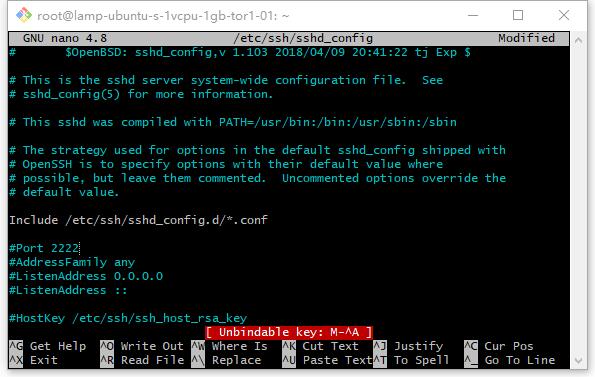 root@lamp-ubuntu-s-1vcpu-1gb-tor1-01: ~
GNU nano 4.8 /etc/ssh/sshd_config Modified
# $OpenBSD: sshd_config,v 1.103 2018/04/09 20:41:22 tj Exp $
# This is the sshd server system-wide configuration file. See
# sshd_config(5) for more information.
# This sshd was compiled with PATH=/usr/bin:/bin:/usr/sbin:/sbin
# The strategy used for options in the default sshd_config shipped with
# OpenSSH is to specify options with their default value where
# possible, but leave them commented. Uncommented options override the
# default value.
Include /etc/ssh/sshd_config.d/*.conf
#Port 2222
#AddressFamily any
#ListenAddress 0.0.0.0
#ListenAddress ::
#HostKey /etc/ssh/ssh_host_rsa_key
[ Unbindable key: M-^A ]
^G Get Help ^O Write Out ^W Where Is ^K Cut Text ^J Justify ^C Cur Pos
^X Exit ^R Read File ^\ Replace ^U Paste Text ^T To Spell ^_ Go To Line